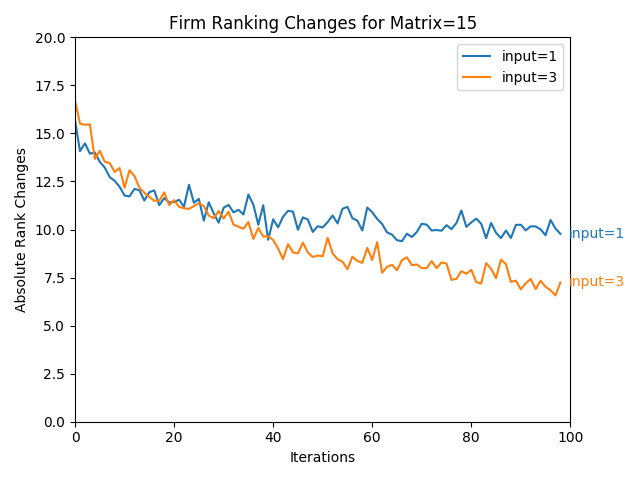 Firm Ranking Changes for Matrix=15
input=1
input=3
20.0
17.5
15.0
12.5
10.0
7.5
5.0
2.5
0.0
Absolute Rank Changes
input=1
input=3
0 20 40 60 80 100
Iterations